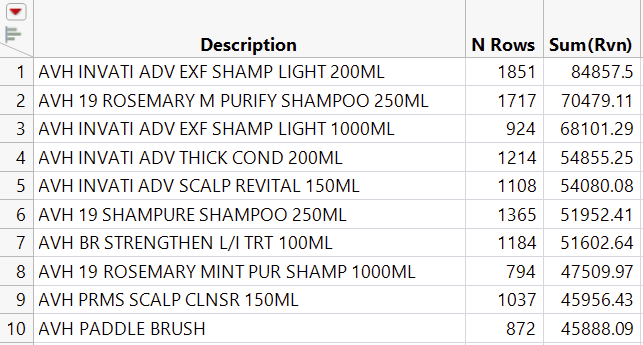 Description N Rows Sum(Rvn)
1 AVH INVATI ADV EXF SHAMP LIGHT 200ML 1851 84857.5
2 AVH 19 ROSEMARY M PURIFY SHAMPOO 250ML 1717 70479.11
3 AVH INVATI ADV EXF SHAMP LIGHT 1000ML 924 68101.29
4 AVH INVATI ADV THICK COND 200ML 1214 54855.25
5 AVH INVATI ADV SCALP REVITAL 150ML 1108 54080.08
6 AVH 19 SHAMPURE SHAMPOO 250ML 1365 51952.41
7 AVH BR STRENGTHEN L/I TRT 100ML 1184 51602.64
8 AVH 19 ROSEMARY MINT PUR SHAMP 1000ML 794 47509.97
9 AVH PRMS SCALP CLNSR 150ML 1037 45956.43
10 AVH PADDLE BRUSH 872 45888.09